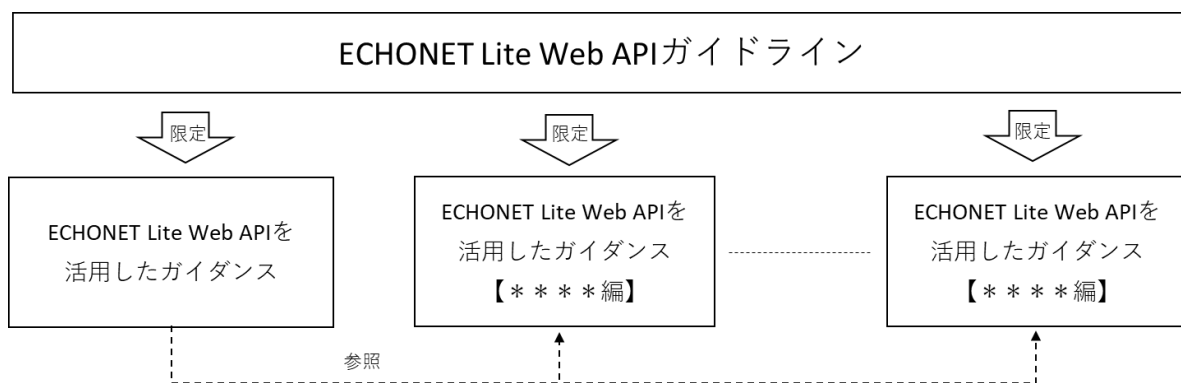 ECHONET Lite Web APIガイドライン
限定
限定
限定
ECHONET Lite Web APIを
活用したガイダンス
ECHONET Lite Web APIを
活用したガイダンス
【＊＊＊＊編】
ECHONET Lite Web APIを
活用したガイダンス
【＊＊＊＊編】
参照